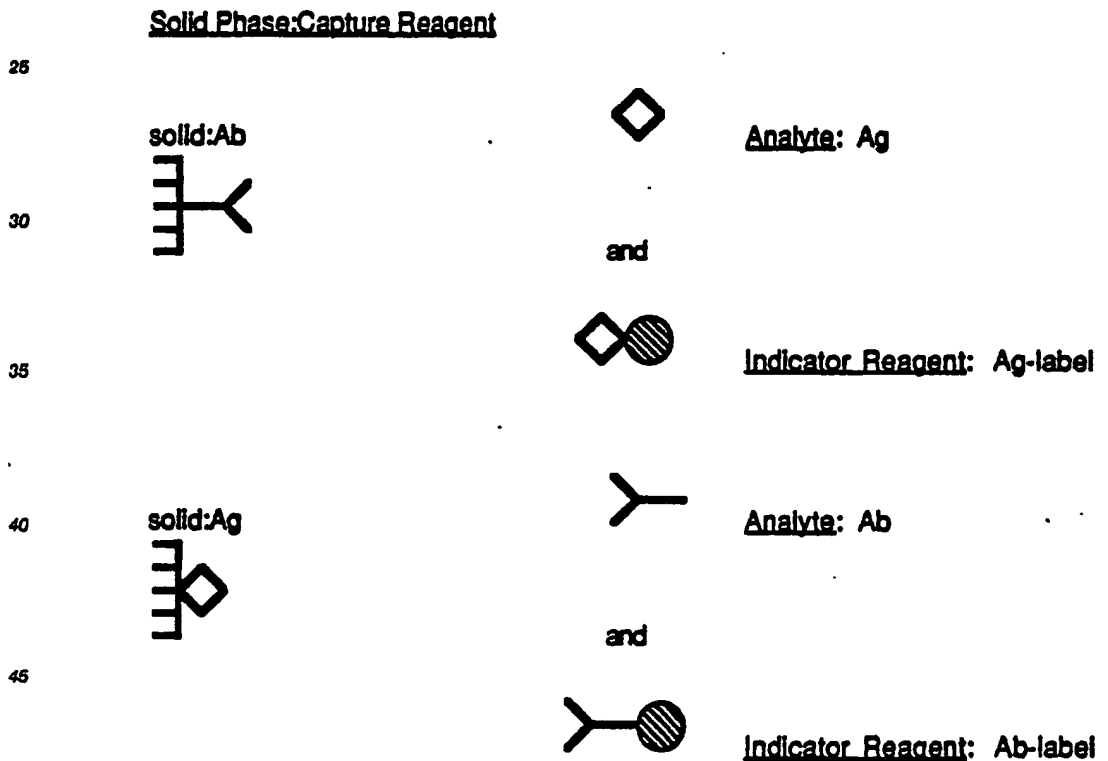 Solid Phase:Capture Reagent
25
solid:Ab
Analyte: Ag
30
and
35
Indicator Reagent: Ag-label
40
solid:Ag
Analyte: Ab
and
45
Indicator Reagent: Ab-label